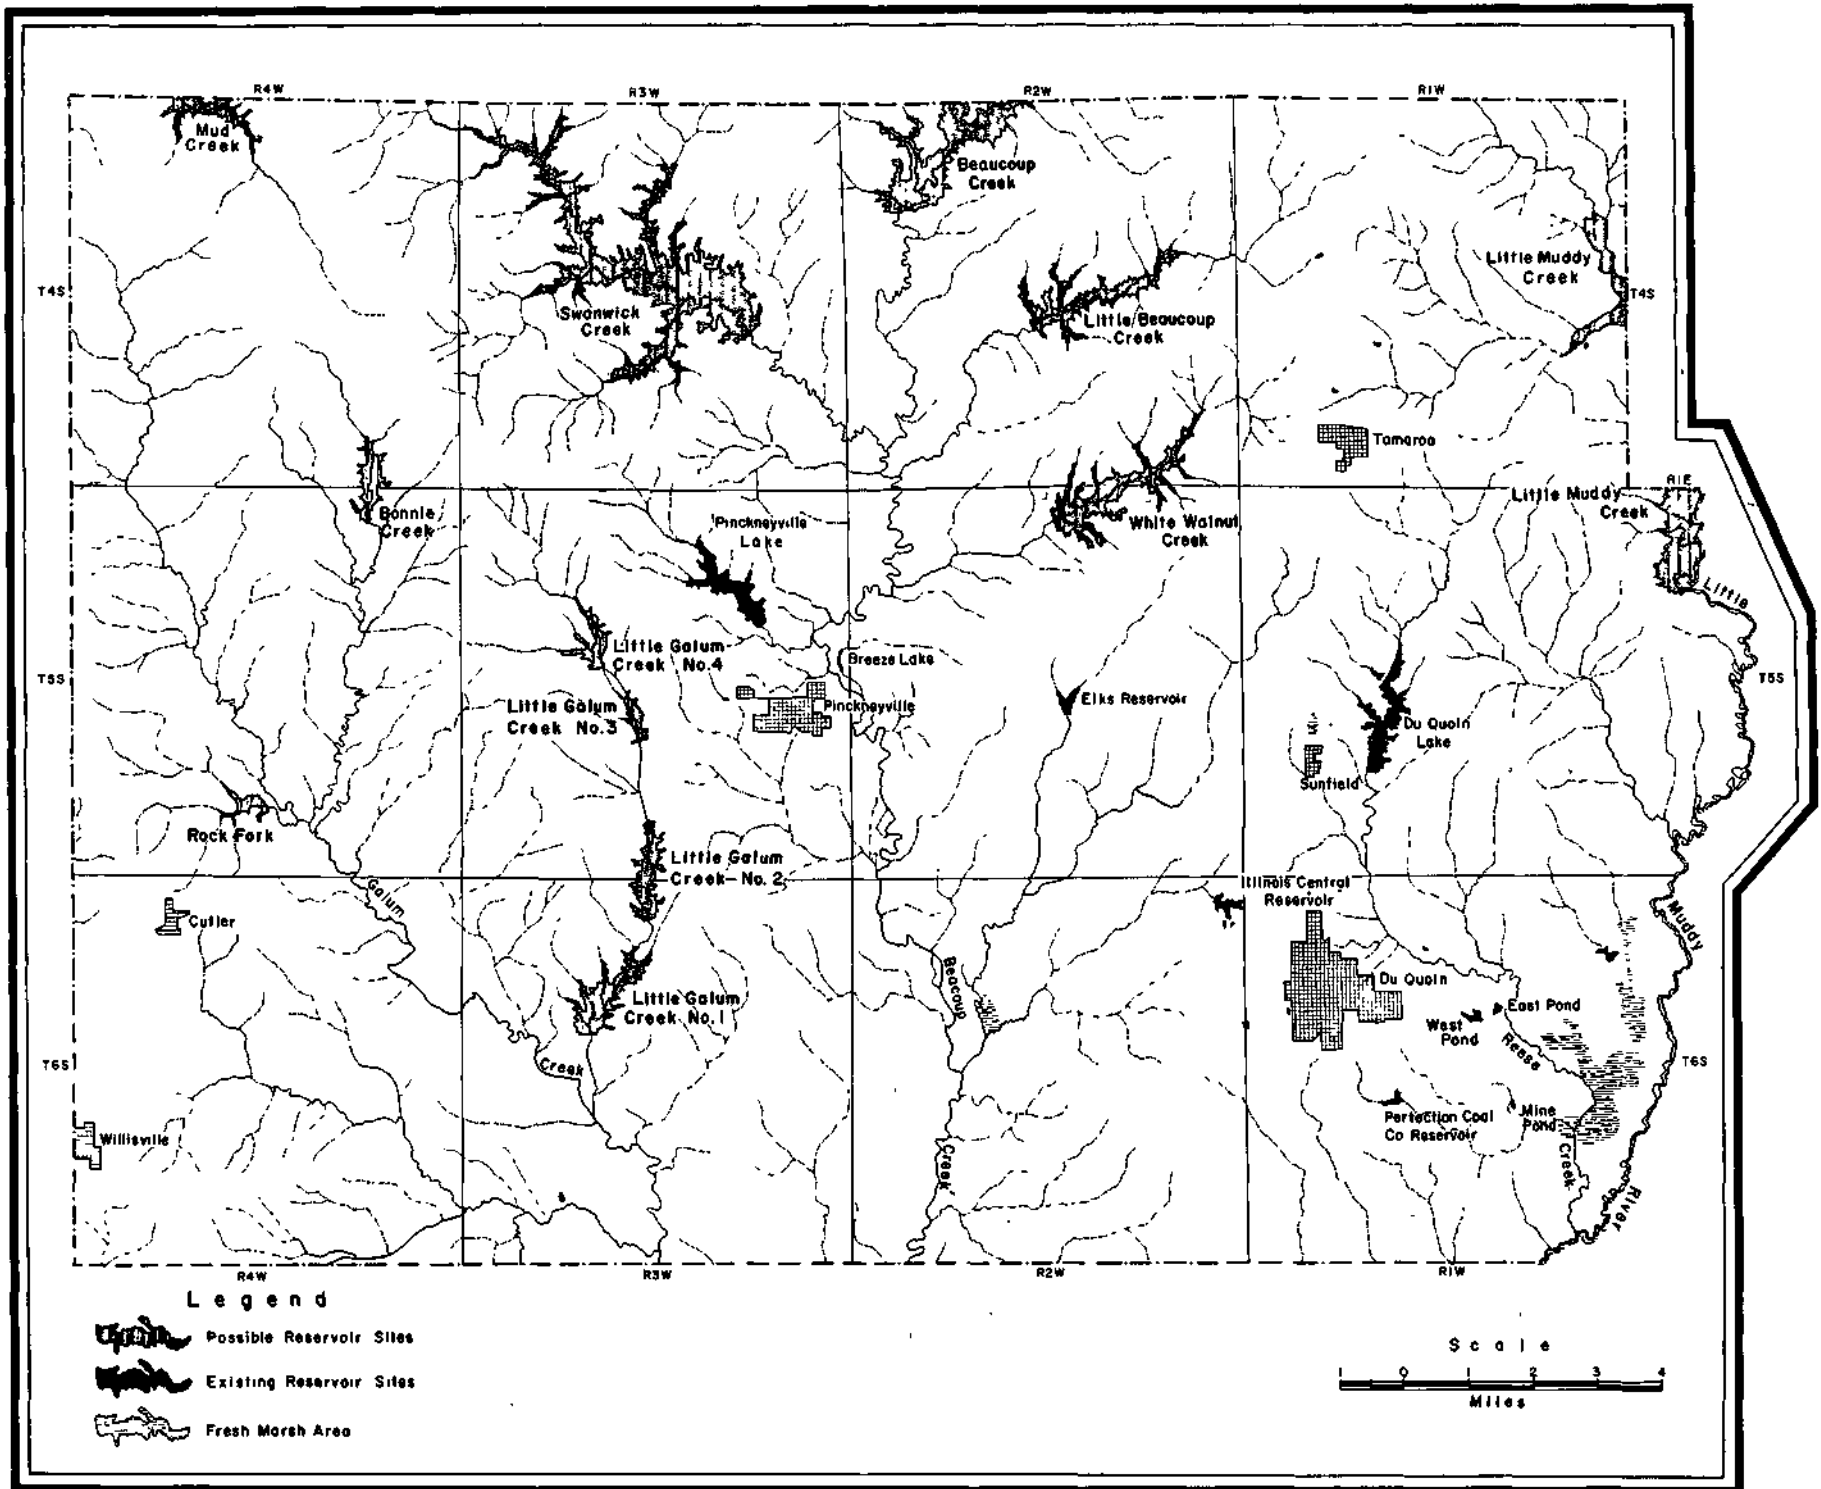 R4W
R3W
R2W
R1W
Mud
Creek
Beaucoup
Creek
Little Muddy
Creek
T4S
T4S
Swanwick
Creek
Little Beaucoup
Creek
Tamaroa
R1E
Little Muddy
Creek
Bonnie
Creek
Pinckneyville
Lake
White Walnut
Creek
Little
Little Galum
Creek No.4
Breeze Lake
T5S
T5S
Elks Reservoir
Little Galum
Creek No.3
Pinckneyville
Du Quoin
Lake
Sunfield
Rock Fork
Little Galum
Creek No. 2
Illinois Central
Reservoir
Galum
Muddy
Cutler
Beacoup
Du Quoin
Little Galum
Creek No. 1
East Pond
West
Pond
Reese
T6S
T6S
Creek
Perfection Coal
Co Reservoir
Mine
Pond
Willisville
Creek
Creek
River
R4W
R3W
R2W
R1W
Legend
Possible Reservoir Sites
Existing Reservoir Sites
Fresh Marsh Area
Scale
1 0 1 2 3 4
Miles